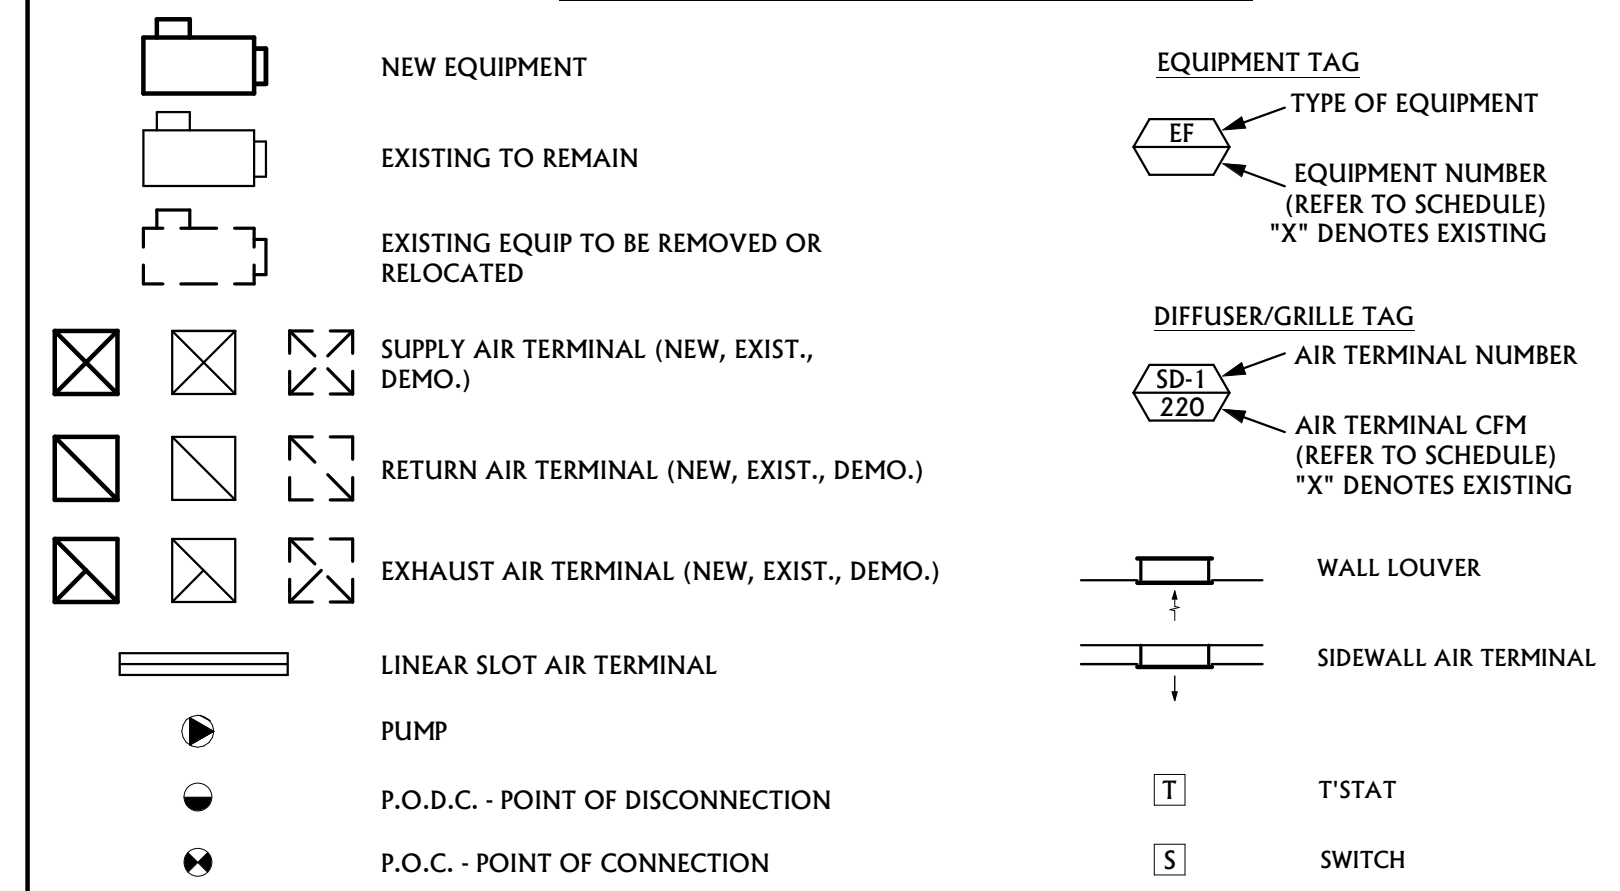 NEW EQUIPMENT
EXISTING TO REMAIN
EXISTING EQUIP TO BE REMOVED OR
RELOCATED
SUPPLY AIR TERMINAL (NEW, EXIST.,
DEMO.)
RETURN AIR TERMINAL (NEW, EXIST., DEMO.)
EXHAUST AIR TERMINAL (NEW, EXIST., DEMO.)
LINEAR SLOT AIR TERMINAL
PUMP
P.O.D.C. - POINT OF DISCONNECTION
P.O.C. - POINT OF CONNECTION
EQUIPMENT TAG
TYPE OF EQUIPMENT
EF
EQUIPMENT NUMBER
(REFER TO SCHEDULE)
"X" DENOTES EXISTING
DIFFUSER/GRILLE TAG
AIR TERMINAL NUMBER
SD-1
220
AIR TERMINAL CFM
(REFER TO SCHEDULE)
"X" DENOTES EXISTING
WALL LOUVER
SIDEWALL AIR TERMINAL
T T'STAT
S SWITCH